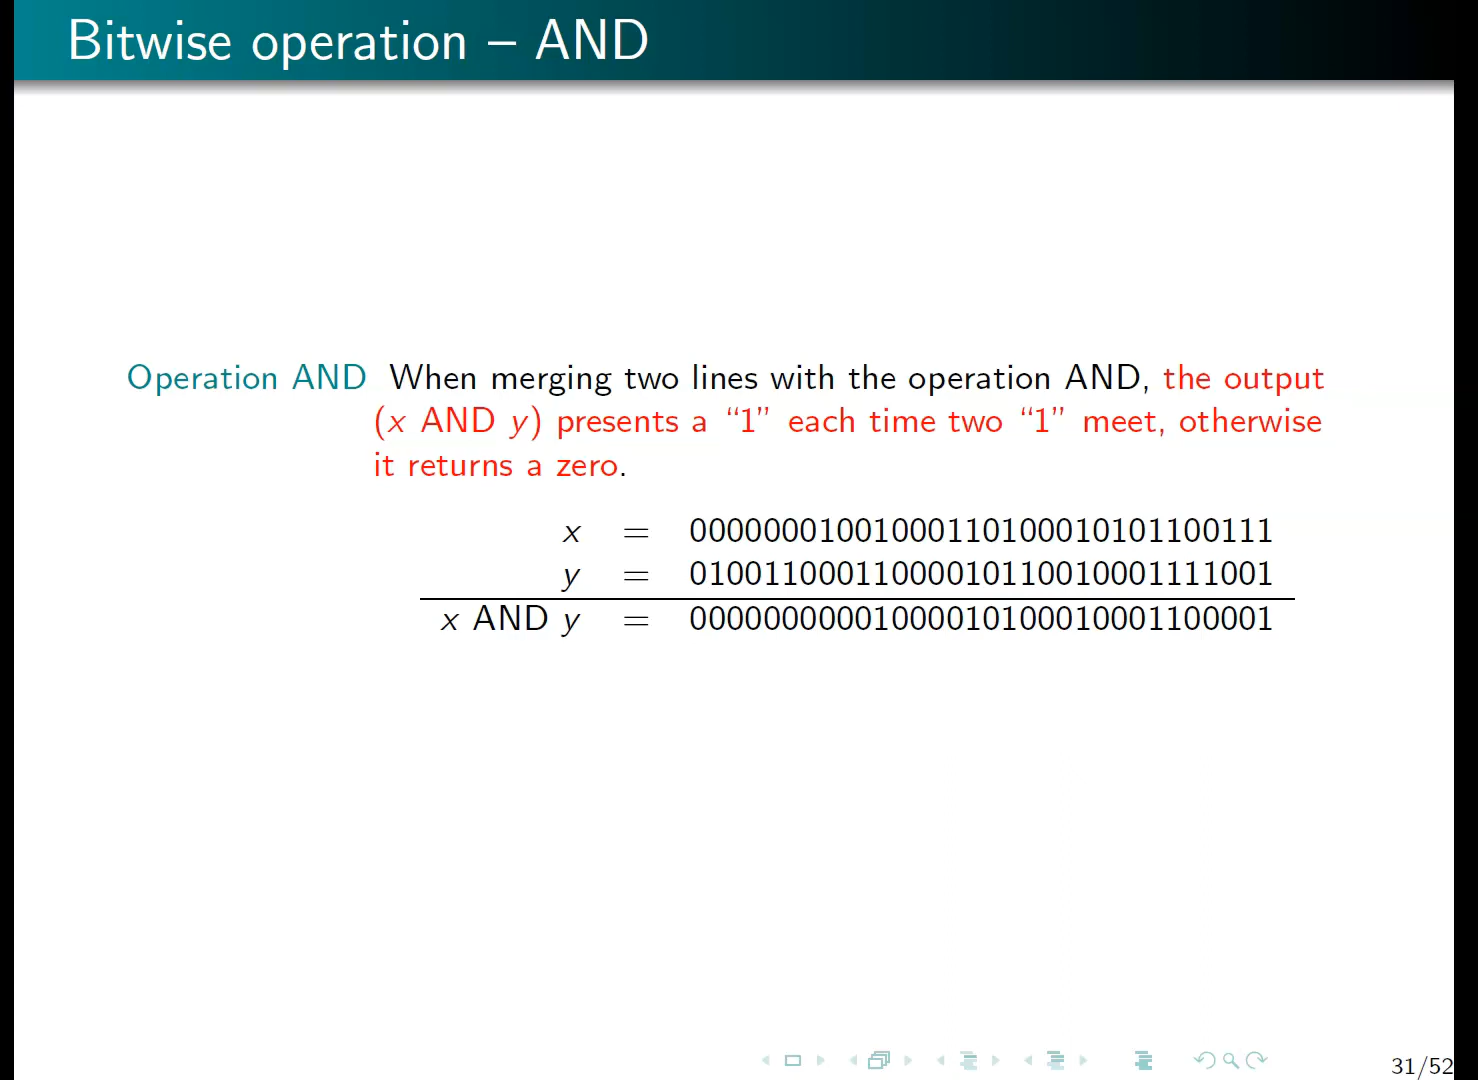 Bitwise operation – AND
Operation AND When merging two lines with the operation AND, the output
(x AND y) presents a “1” each time two “1” meet, otherwise
it returns a zero.
x = 00000001001000110100010101100111
y = 01001100011000010110010001111001
x AND y = 00000000001000010100010001100001
31/52